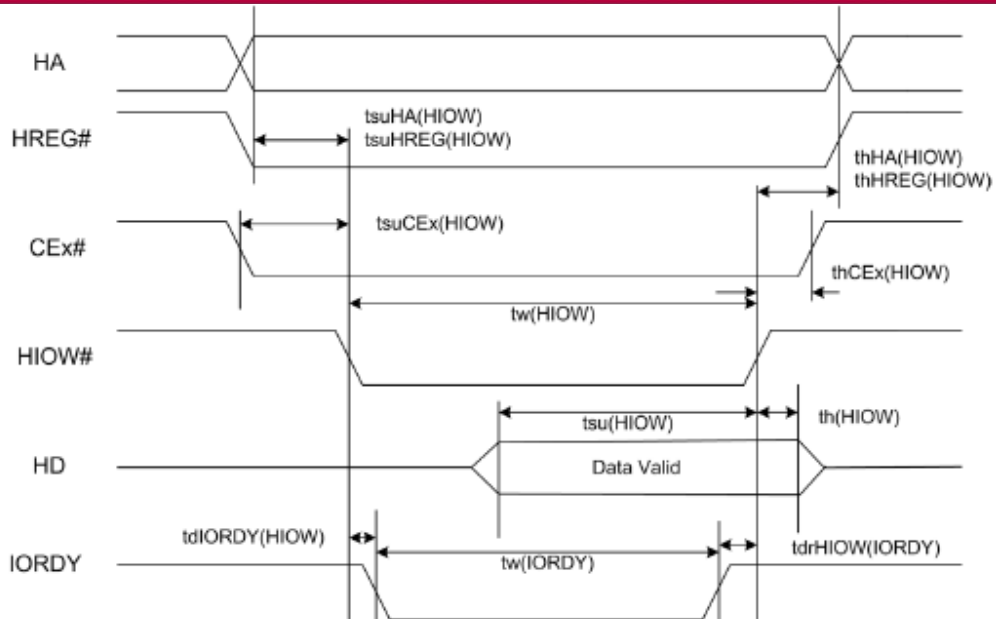 HA
tsuHA(HIOW)
tsuHREG(HIOW)
HREG#
thHA(HIOW)
thHREG(HIOW)
tsuCEx(HIOW)
CEx#
thCEx(HIOW)
tw(HIOW)
HIOW#
tsu(HIOW)
th(HIOW)
HD
Data Valid
tdIORDY(HIOW)
tw(IORDY)
tdrHIOW(IORDY)
IORDY